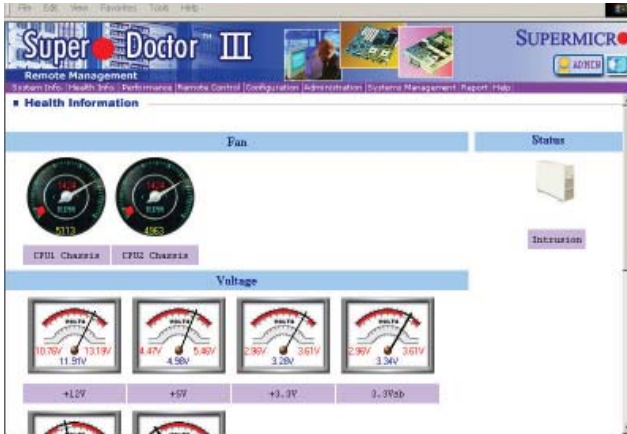 File Edit View Favorites Tools Help
Super Doctor™ III
SUPERMICR
Remote Management
ADMIN
System Info. Health Info. Performance Remote Control Configuration Administration Systems Management Report Help
Health Information
Fan
Status
1424
RPM
5113
1424
RPM
4963
CPU1 Chassis
CPU2 Chassis
Intrusion
Voltage
VOLTS
10.76V 13.19V
11.91V
VOLTS
4.47V 5.46V
4.98V
VOLTS
2.96V 3.61V
3.28V
VOLTS
2.96V 3.61V
3.34V
+12V
+5V
+3.3V
3.3Vsb